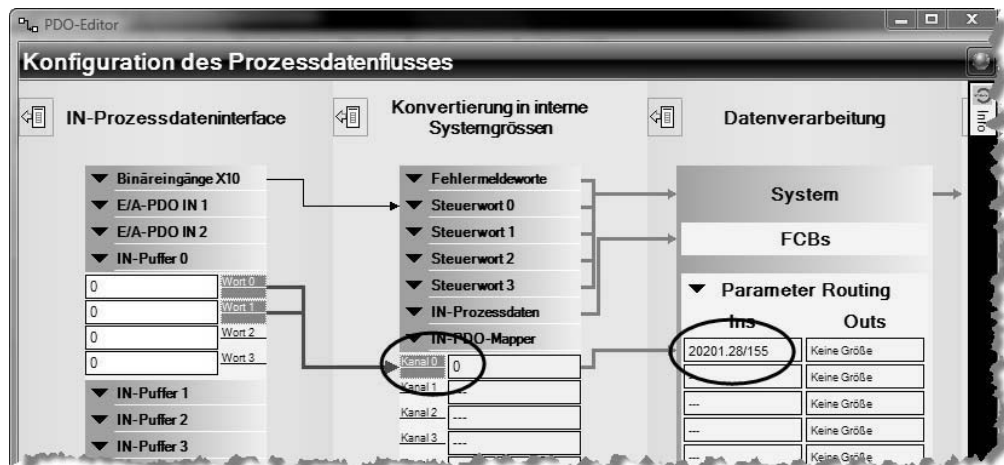 PDO-Editor
Konfiguration des Prozessdatenflusses
Info
IN-Prozessdateninterface
Binäreingänge X10
E/A-PDO IN 1
E/A-PDO IN 2
IN-Puffer 0
0 Wort 0
0 Wort 1
0 Wort 2
0 Wort 3
IN-Puffer 1
IN-Puffer 2
IN-Puffer 3
Konvertierung in interne
Systemgrössen
Fehlermeldeworte
Steuerwort 0
Steuerwort 1
Steuerwort 2
Steuerwort 3
IN-Prozessdaten
IN-PDO-Mapper
Kanal 0 0
Kanal 1 ---
Kanal 2 ---
Kanal 3 ---
Datenverarbeitung
System
FCBs
Parameter Routing
Ins Outs
20201.28/155 Keine Größe
--- Keine Größe
--- Keine Größe
--- Keine Größe
--- Keine Größe